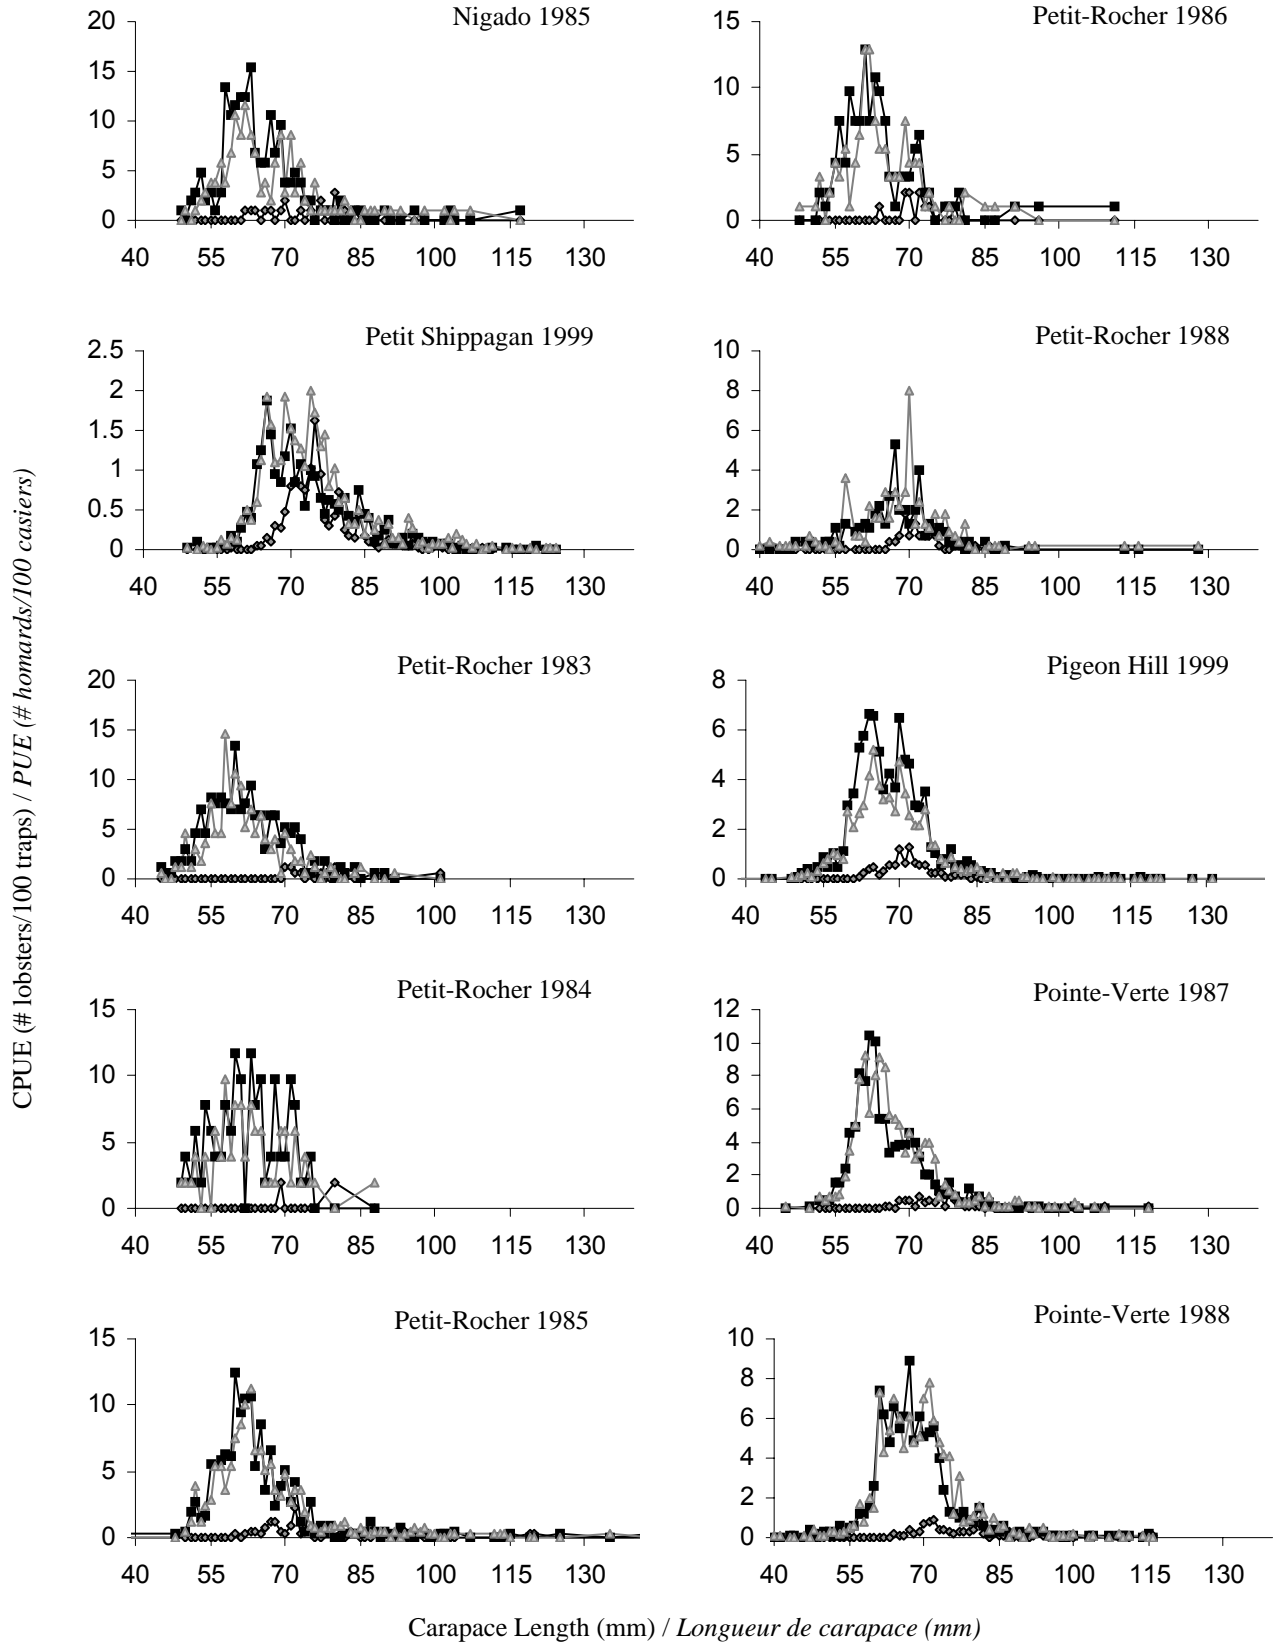 Nigado 1985
20
15
10
5
0
40 55 70 85 100 115 130
Petit-Rocher 1986
15
10
5
0
40 55 70 85 100 115 130
Petit Shippagan 1999
2.5
2
1.5
1
0.5
0
40 55 70 85 100 115 130
Petit-Rocher 1988
10
8
6
4
2
0
40 55 70 85 100 115 130
Petit-Rocher 1983
20
15
10
5
0
40 55 70 85 100 115 130
Pigeon Hill 1999
8
6
4
2
0
40 55 70 85 100 115 130
Petit-Rocher 1984
15
10
5
0
40 55 70 85 100 115 130
Pointe-Verte 1987
12
10
8
6
4
2
0
40 55 70 85 100 115 130
Petit-Rocher 1985
15
10
5
0
40 55 70 85 100 115 130
Pointe-Verte 1988
10
8
6
4
2
0
40 55 70 85 100 115 130
CPUE (# lobsters/100 traps) / PUE (# homards/100 casiers)
Carapace Length (mm) / Longueur de carapace (mm)